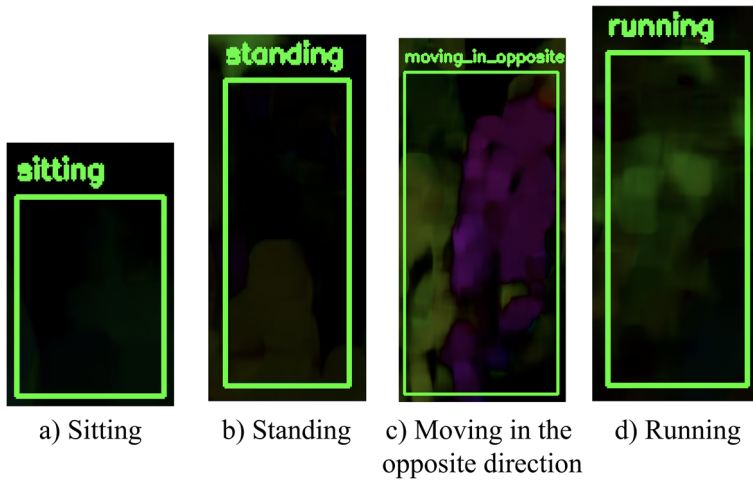 sitting
standing
moving_in_opposite
running
a) Sitting
b) Standing
c) Moving in the
opposite direction
d) Running